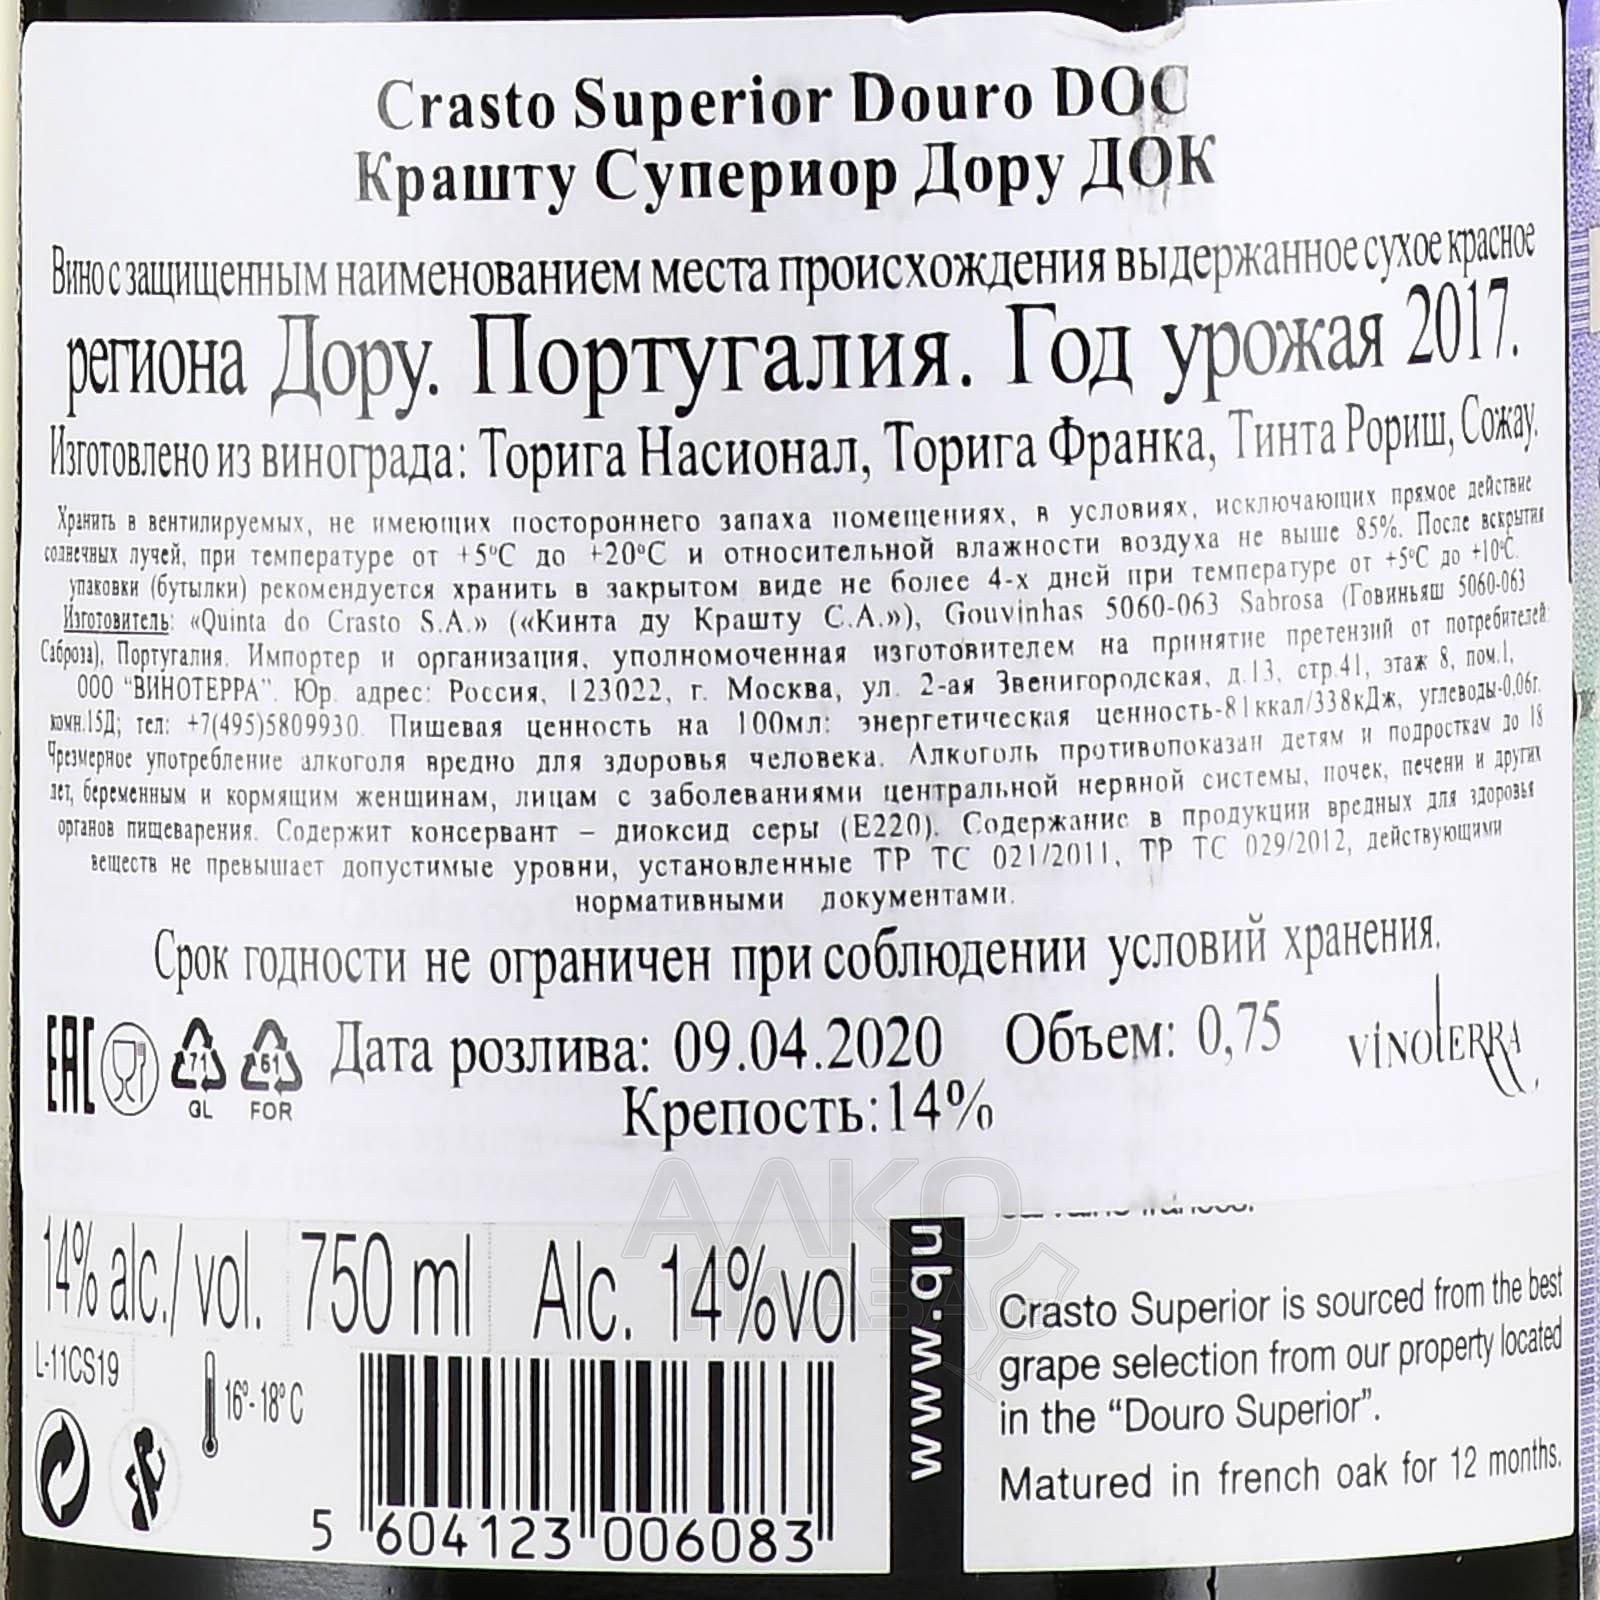 Crasto Superior Douro DOC
Крашту Супериор Дору ДОК
Вино с защищенным наименованием места происхождения выдержанное сухое красное
региона Дору. Португалия. Год урожая 2017.
Изготовлено из винограда: Торига Насионал, Торига Франка, Тинта Рориш, Сожау.
Хранить в вентилируемых, не имеющих постороннего запаха помещениях, в условиях, исключающих прямое действие
солнечных лучей, при температуре от +5°С до +20°С и относительной влажности воздуха не выше 85%. После вскрытия
упаковки (бутылки) рекомендуется хранить в закрытом виде не более 4-х дней при температуре от +5°С до +10°С.
Изготовитель: «Quinta do Crasto S.A.» («Кинта ду Крашту С.А.»), Gouvinhas 5060-063 Sabrosa (Говиньяш 5060-063
Саброза), Португалия. Импортер и организация, уполномоченная изготовителем на принятие претензий от потребителей:
ООО "ВИНОТЕРРА". Юр. адрес: Россия, 123022, г. Москва, ул. 2-ая Звенигородская, д.13, стр.41, этаж 8, пом.1,
комн.15Д; тел: +7(495)5809930. Пищевая ценность на 100мл: энергетическая ценность-81ккал/338кДж, углеводы-0,06г.
Чрезмерное употребление алкоголя вредно для здоровья человека. Алкоголь противопоказан детям и подросткам до 18
лет, беременным и кормящим женщинам, лицам с заболеваниями центральной нервной системы, почек, печени и других
органов пищеварения. Содержит консервант – диоксид серы (Е220). Содержание в продукции вредных для здоровья
веществ не превышает допустимые уровни, установленные ТР ТС 021/2011, ТР ТС 029/2012, действующими
нормативными документами.
Срок годности не ограничен при соблюдении условий хранения.
EAC 71 GL 61 FOR Дата розлива: 09.04.2020 Объем: 0,75 VINOTERRA
Крепость:14%
АЛКО
ПЛАЗА
14% alc./ vol. 750 ml Alc. 14%vol
L-11CS19
16°- 18° C
5 604123 006083
www.qu
Crasto Superior is sourced from the best
grape selection from our property located
in the “Douro Superior”.
Matured in french oak for 12 months.